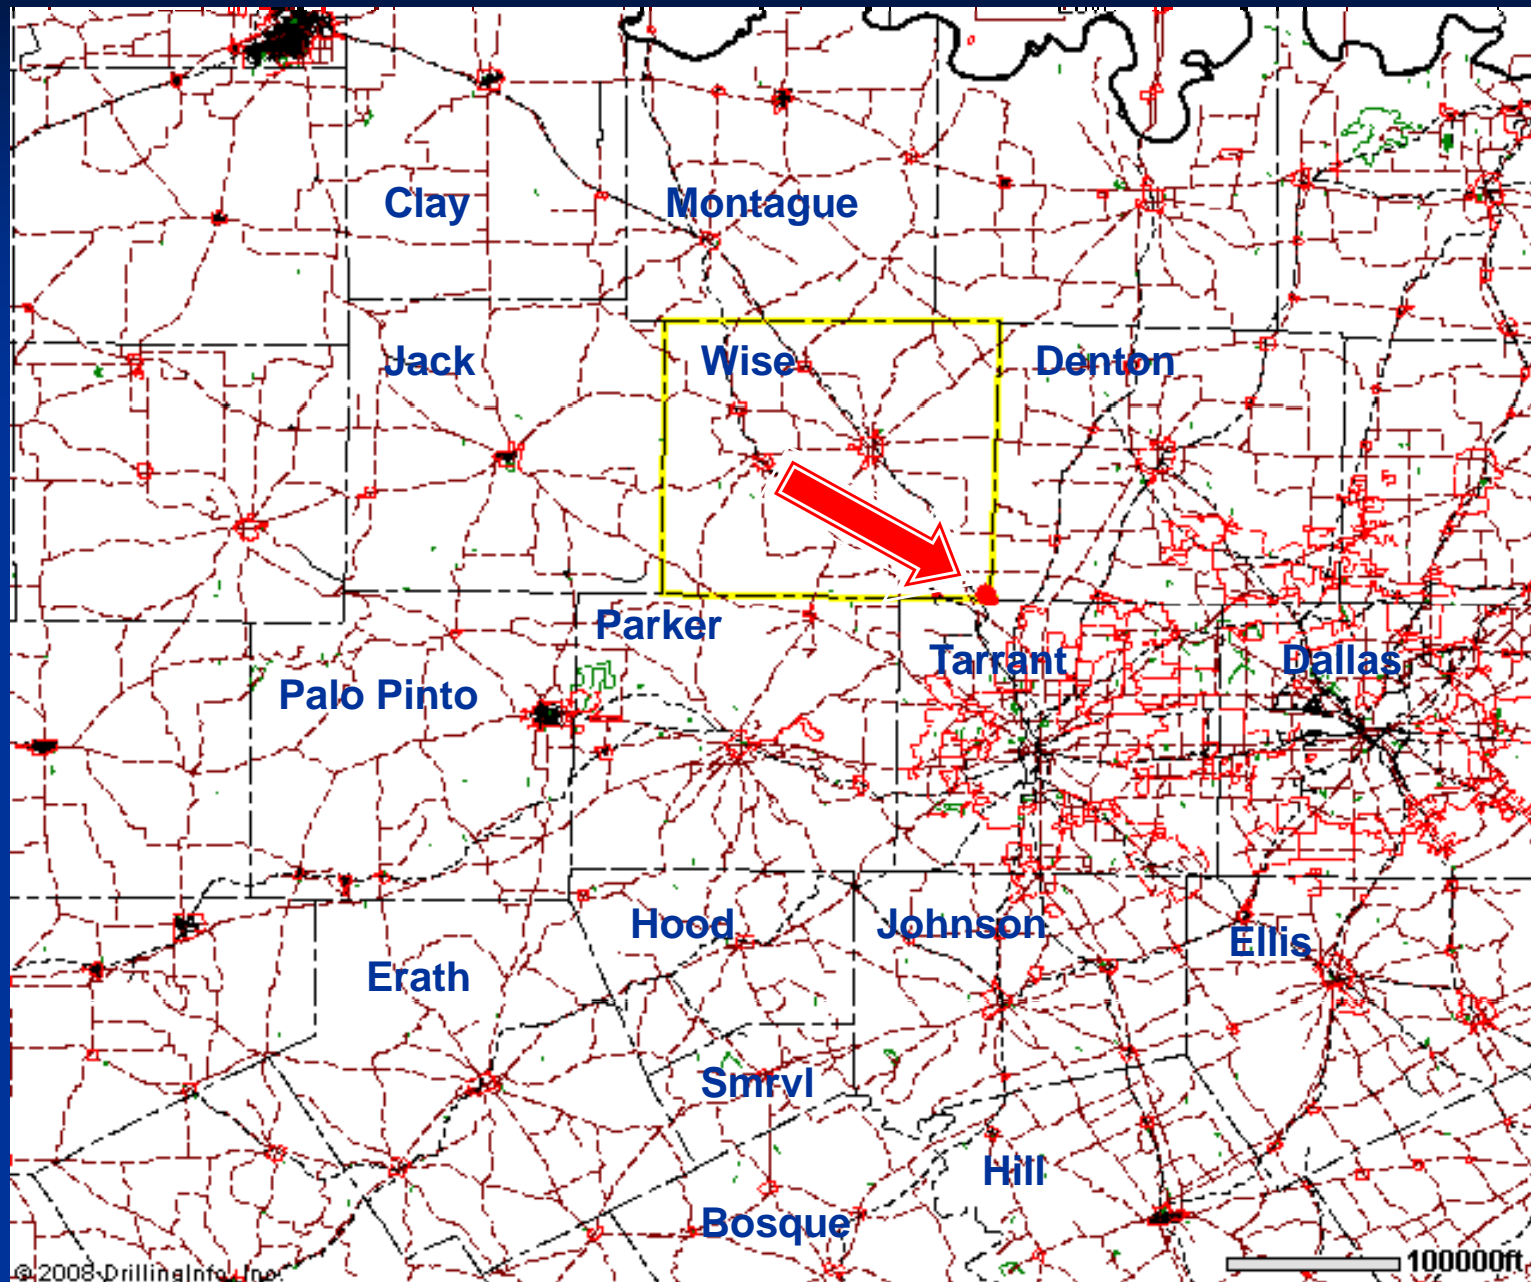 Clay
Montague
Jack
Wise
Denton
Parker
Tarrant
Dallas
Palo Pinto
Hood
Johnson
Ellis
Erath
Smrvl
Hill
Bosque
100000ft
© 2008 DrillingInfo, Inc.